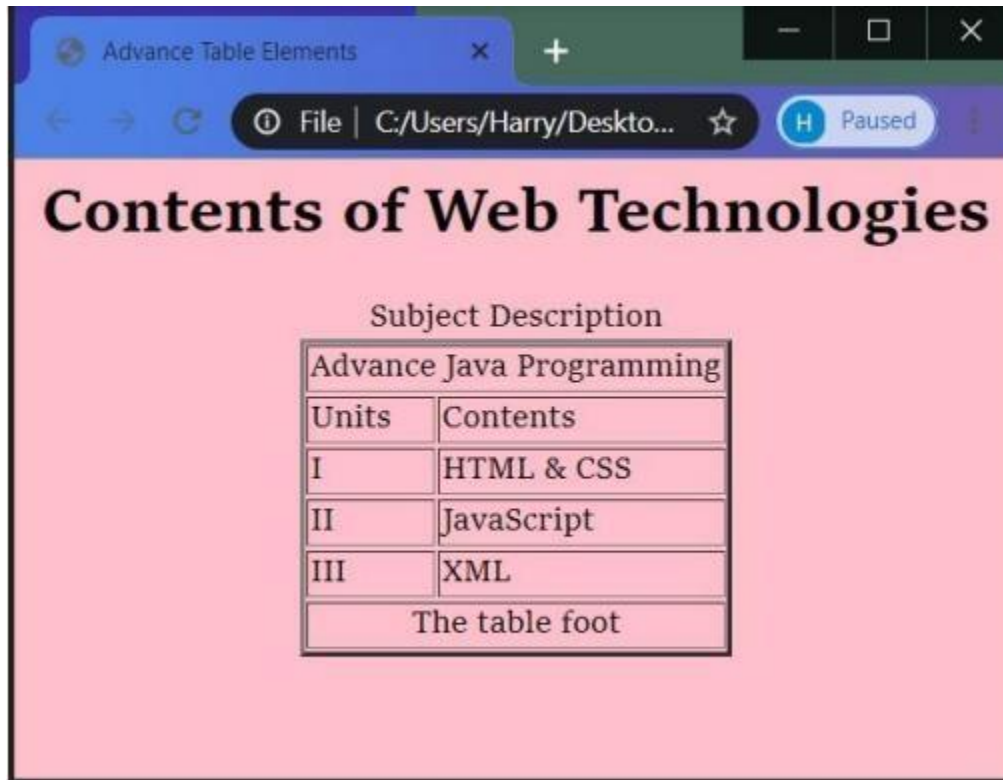 Advance Table Elements
File | C:/Users/Harry/Deskto...
H Paused
Contents of Web Technologies
Subject Description
Advance Java Programming
Units Contents
I HTML & CSS
II JavaScript
III XML
The table foot